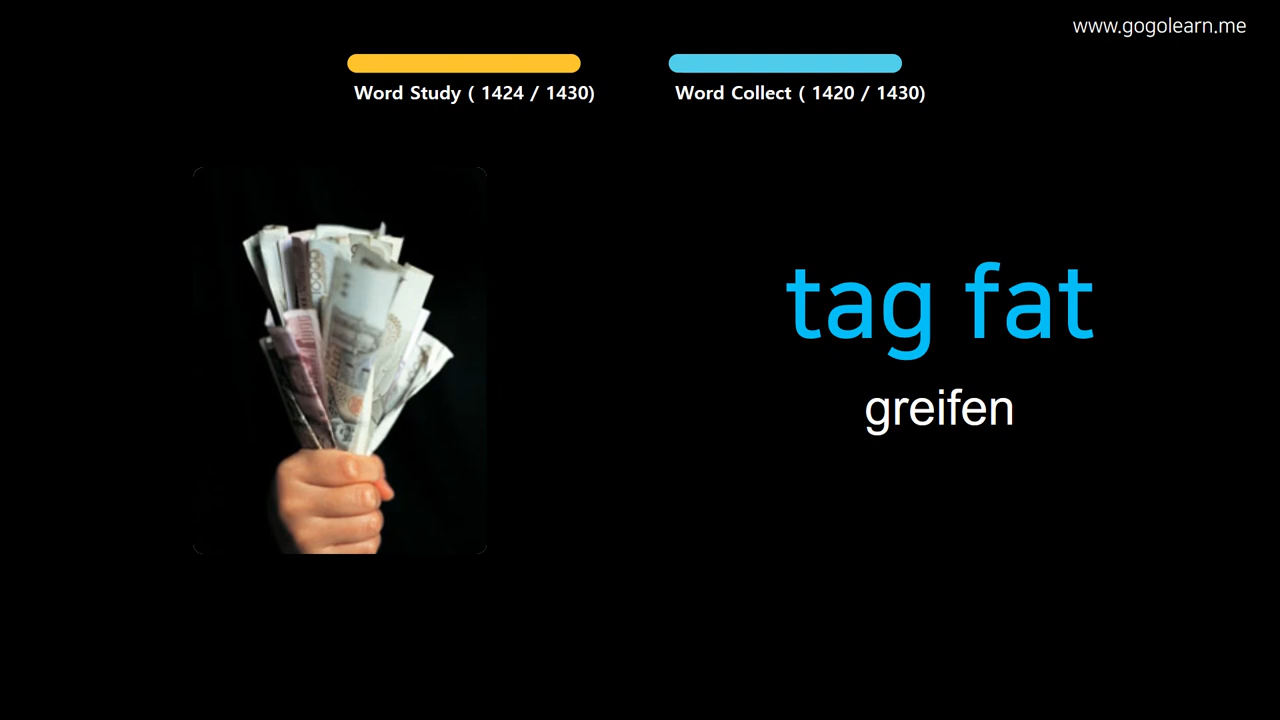 www.gogolearn.me
Word Study ( 1424 / 1430)
Word Collect ( 1420 / 1430)
tag fat
greifen